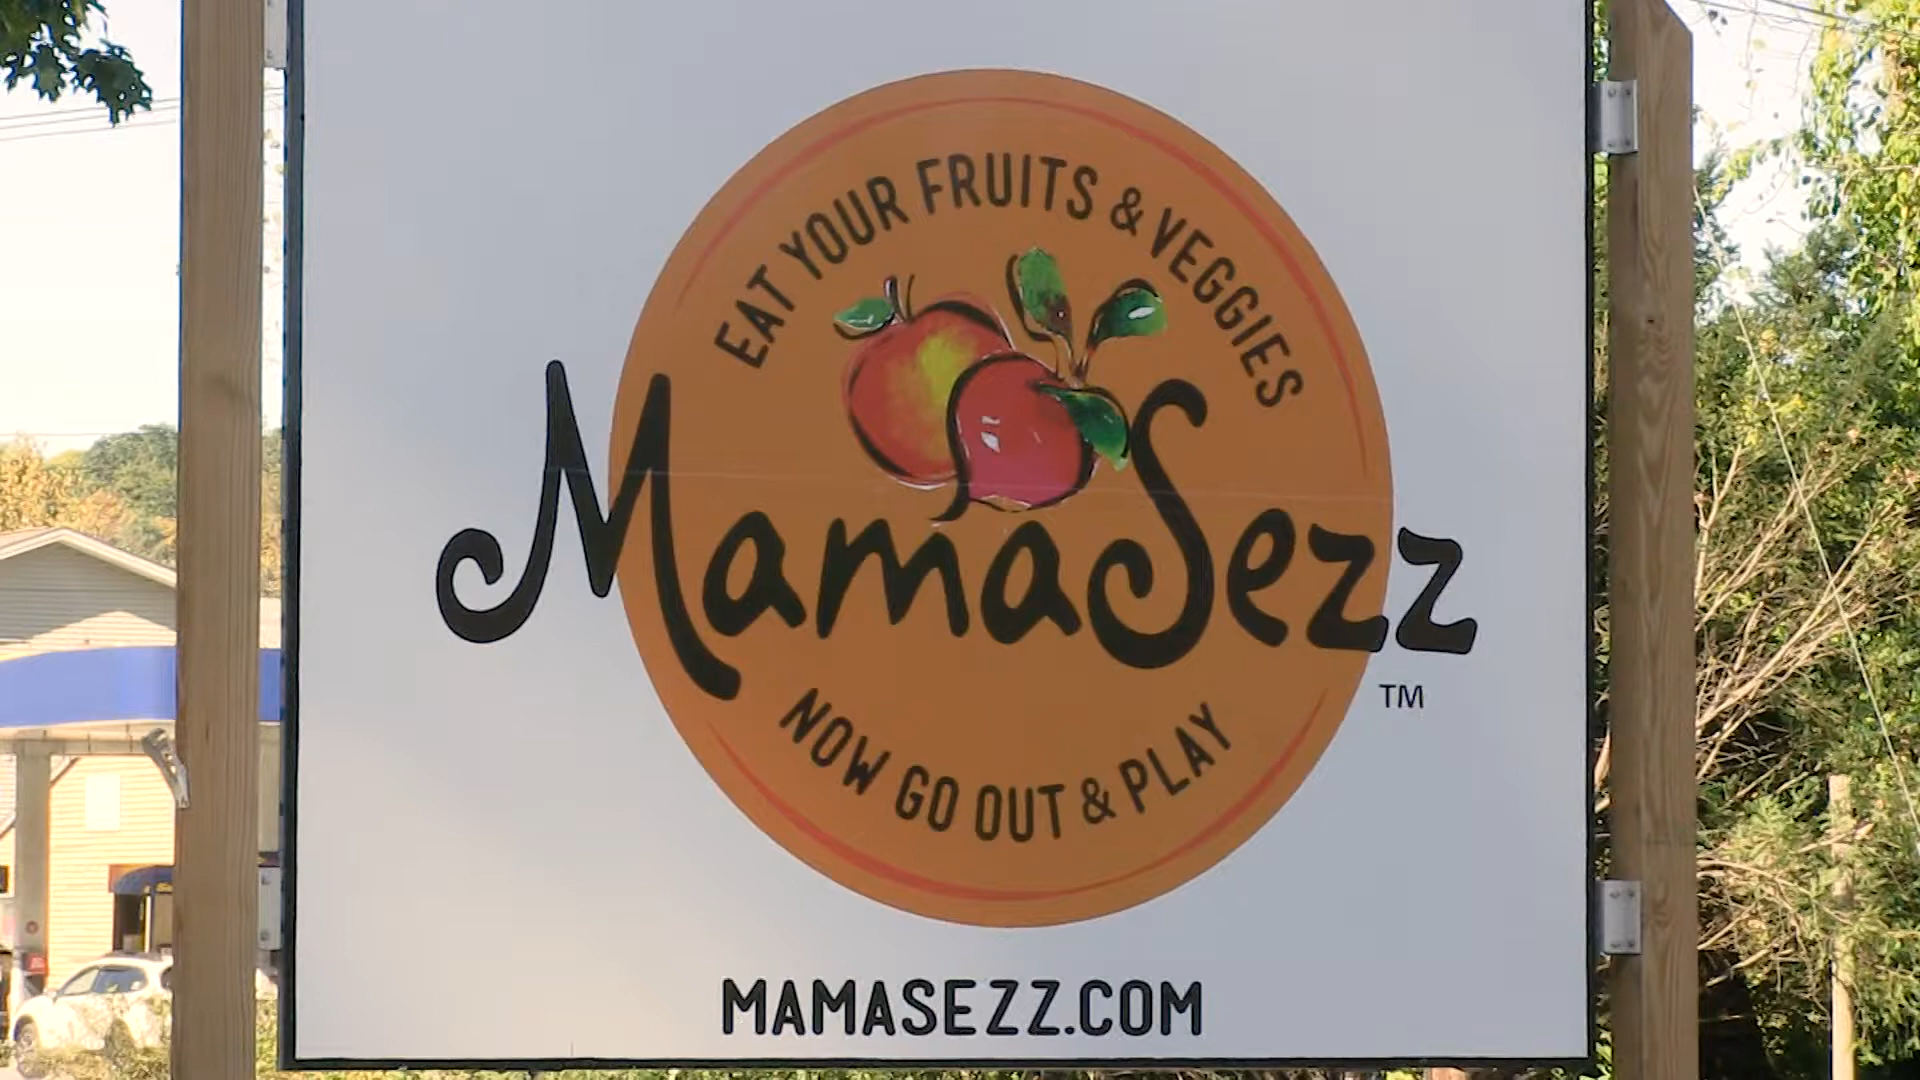 EAT YOUR FRUITS & VEGGIES
MamaSezz
TM
NOW GO OUT & PLAY
MAMASEZZ.COM